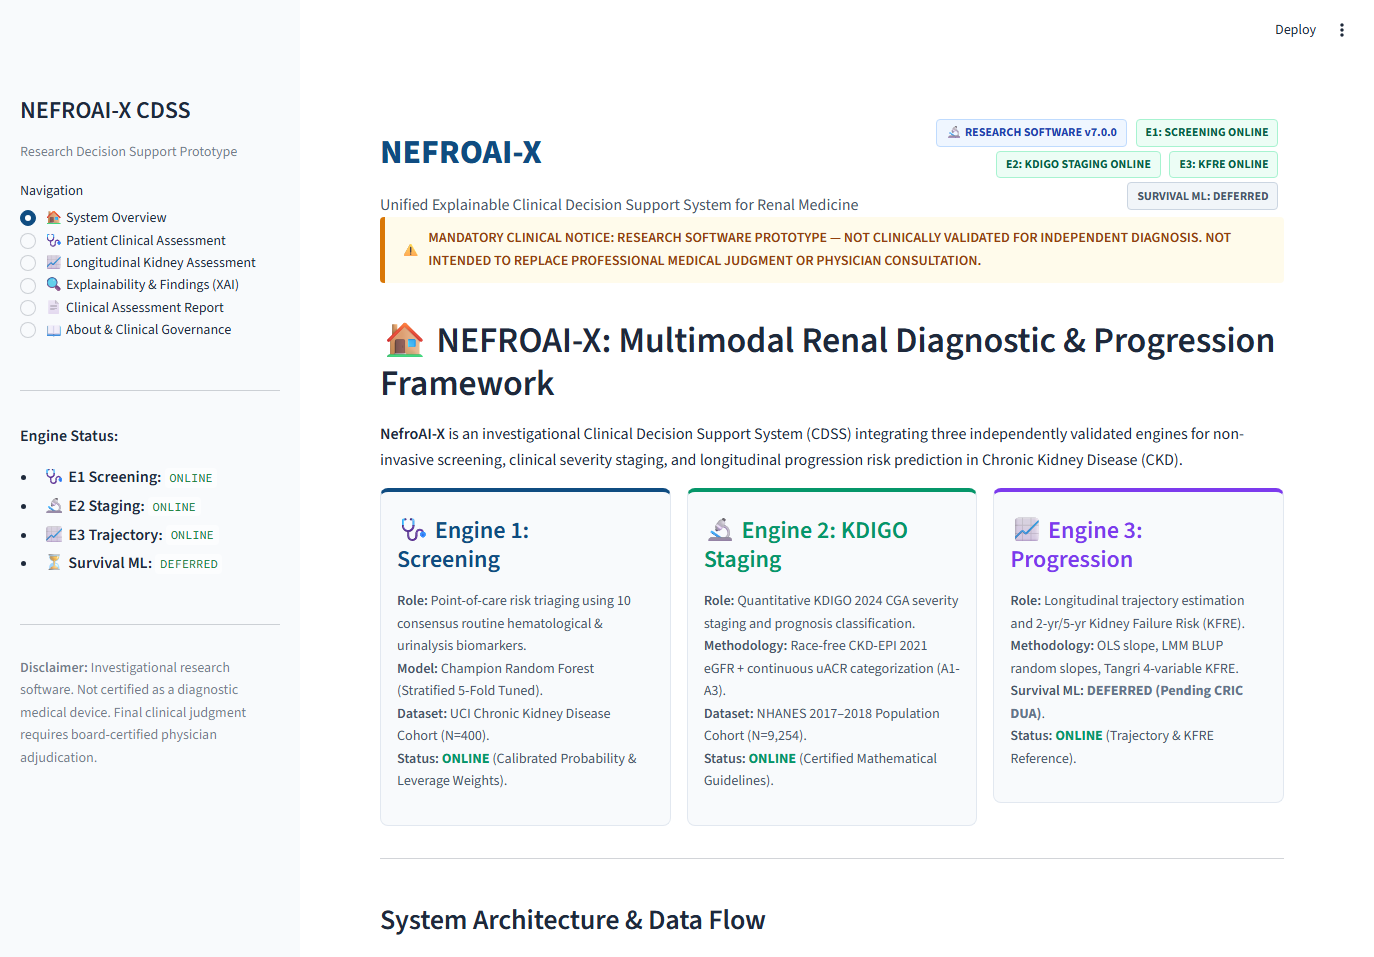 Deploy
NEFROAI-X CDSS
Research Decision Support Prototype
Navigation
System Overview
Patient Clinical Assessment
Longitudinal Kidney Assessment
Explainability & Findings (XAI)
Clinical Assessment Report
About & Clinical Governance
Engine Status:
E1 Screening: ONLINE
E2 Staging: ONLINE
E3 Trajectory: ONLINE
Survival ML: DEFERRED
Disclaimer: Investigational research
software. Not certified as a diagnostic
medical device. Final clinical judgment
requires board-certified physician
adjudication.
NEFROAI-X
Unified Explainable Clinical Decision Support System for Renal Medicine
RESEARCH SOFTWARE v7.0.0
E1: SCREENING ONLINE
E2: KDIGO STAGING ONLINE
E3: KFRE ONLINE
SURVIVAL ML: DEFERRED
MANDATORY CLINICAL NOTICE: RESEARCH SOFTWARE PROTOTYPE — NOT CLINICALLY VALIDATED FOR INDEPENDENT DIAGNOSIS. NOT
INTENDED TO REPLACE PROFESSIONAL MEDICAL JUDGMENT OR PHYSICIAN CONSULTATION.
NEFROAI-X: Multimodal Renal Diagnostic & Progression
Framework
NefroAI-X is an investigational Clinical Decision Support System (CDSS) integrating three independently validated engines for non-
invasive screening, clinical severity staging, and longitudinal progression risk prediction in Chronic Kidney Disease (CKD).
Engine 1:
Screening
Role: Point-of-care risk triaging using 10
consensus routine hematological &
urinalysis biomarkers.
Model: Champion Random Forest
(Stratified 5-Fold Tuned).
Dataset: UCI Chronic Kidney Disease
Cohort (N=400).
Status: ONLINE (Calibrated Probability &
Leverage Weights).
Engine 2: KDIGO
Staging
Role: Quantitative KDIGO 2024 CGA severity
staging and prognosis classification.
Methodology: Race-free CKD-EPI 2021
eGFR + continuous uACR categorization (A1-
A3).
Dataset: NHANES 2017–2018 Population
Cohort (N=9,254).
Status: ONLINE (Certified Mathematical
Guidelines).
Engine 3:
Progression
Role: Longitudinal trajectory estimation
and 2-yr/5-yr Kidney Failure Risk (KFRE).
Methodology: OLS slope, LMM BLUP
random slopes, Tangri 4-variable KFRE.
Survival ML: DEFERRED (Pending CRIC
DUA).
Status: ONLINE (Trajectory & KFRE
Reference).
System Architecture & Data Flow